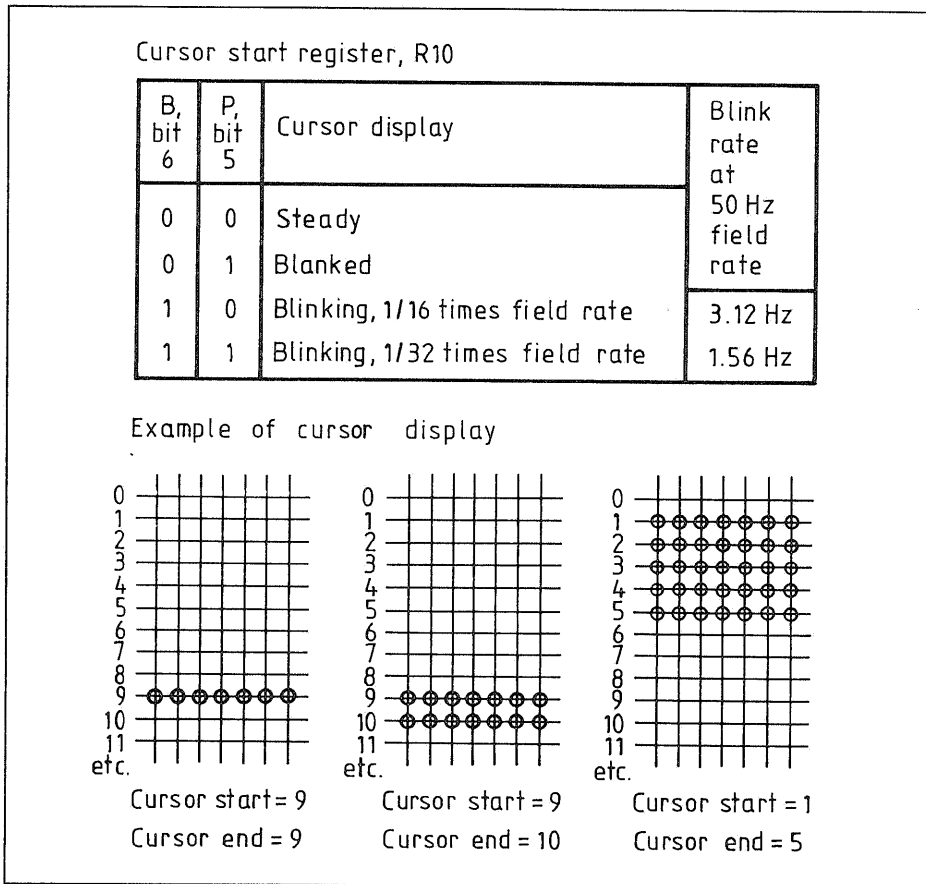 Cursor start register, R10
B, bit 6
P, bit 5
Cursor display
Blink rate at 50 Hz field rate
0 0 Steady
0 1 Blanked
1 0 Blinking, 1/16 times field rate 3.12 Hz
1 1 Blinking, 1/32 times field rate 1.56 Hz
Example of cursor display
0
1
2
3
4
5
6
7
8
9
10
11
etc.
Cursor start = 9
Cursor end = 9
0
1
2
3
4
5
6
7
8
9
10
11
etc.
Cursor start = 9
Cursor end = 10
0
1
2
3
4
5
6
7
8
9
10
11
etc.
Cursor start = 1
Cursor end = 5